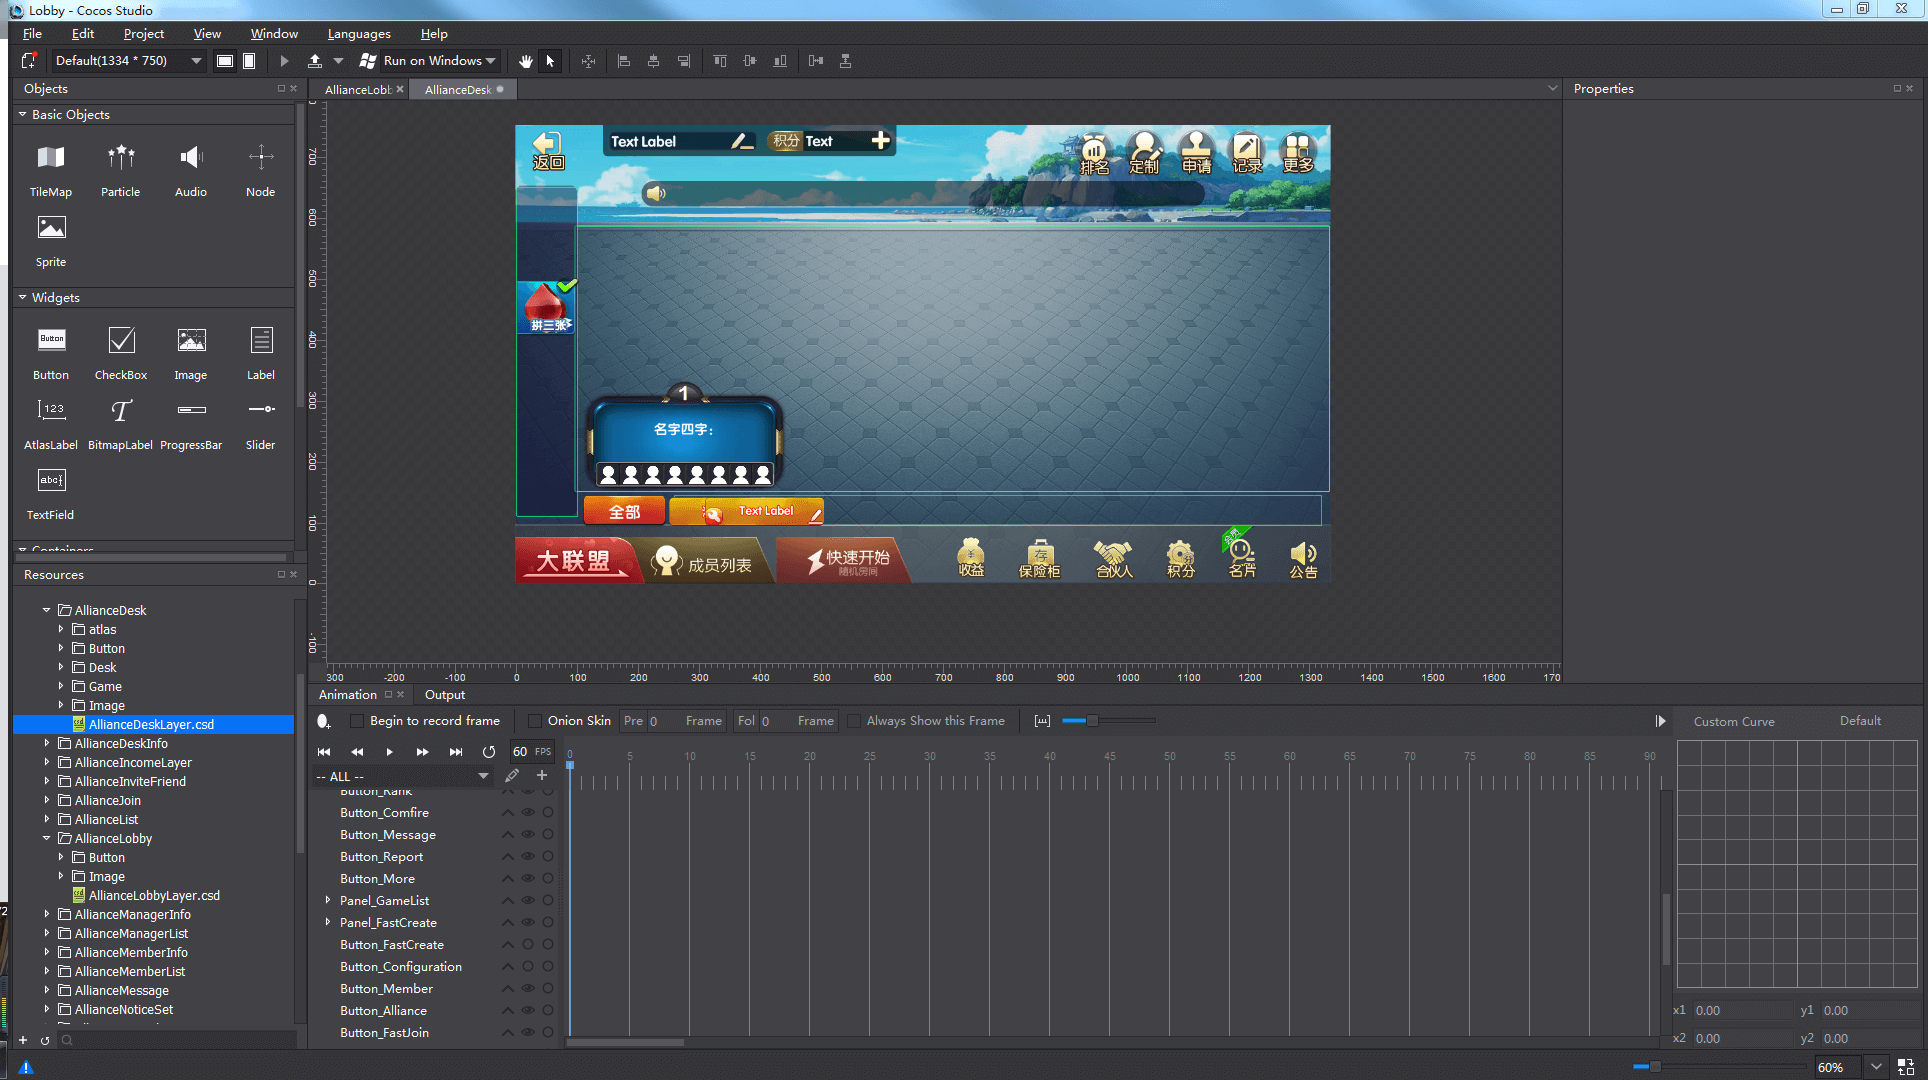 Lobby - Cocos Studio
File Edit Project View Window Languages Help
Default(1334 * 750) Run on Windows
Objects
Basic Objects
TileMap Particle Audio Node
Sprite
Widgets
Button
Button CheckBox Image Label
123
AtlasLabel BitmapLabel ProgressBar Slider
abc
TextField
Containers
Resources
AllianceDesk
atlas
Button
Desk
Game
Image
AllianceDeskLayer.csd
AllianceDeskInfo
AllianceIncomeLayer
AllianceInviteFriend
AllianceJoin
AllianceList
AllianceLobby
Button
Image
AllianceLobbyLayer.csd
AllianceManagerInfo
AllianceManagerList
AllianceMemberInfo
AllianceMemberList
AllianceMessage
AllianceNoticeSet
AllianceLobb AllianceDesk
700
600
500
400
300
200
100
0
-100
返回
Text Label
积分 Text
排名 定制 申请 记录 更多
拼三张
1
名字四字：
全部
Text Label
大联盟 成员列表 快速开始
随机房间
收益 保险柜 合伙人 积分 名片 公告
存
300 -200 -100 0 100 200 300 400 500 600 700 800 900 1000 1100 1200 1300 1400 1500 1600 170
Properties
Animation Output
Begin to record frame Onion Skin Pre 0 Frame Fol 0 Frame Always Show this Frame
60 FPS
-- ALL --
0 5 10 15 20 25 30 35 40 45 50 55 60 65 70 75 80 85 90
Button_Rank
Button_Comfire
Button_Message
Button_Report
Button_More
Panel_GameList
Panel_FastCreate
Button_FastCreate
Button_Configuration
Button_Member
Button_Alliance
Button_FastJoin
Custom Curve Default
x1 0.00 y1 0.00
x2 0.00 y2 0.00
60%